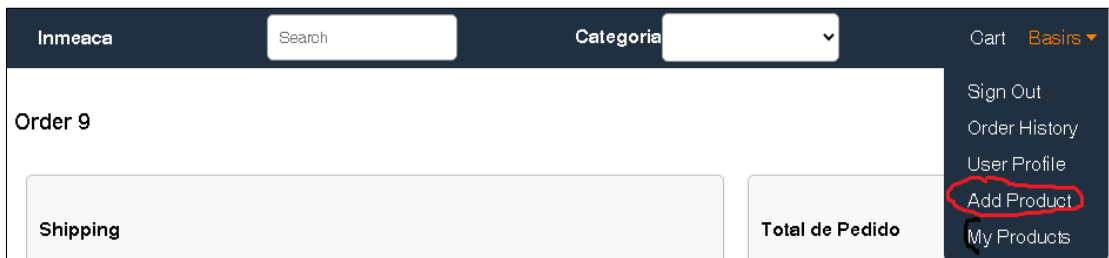 Inmeaca Search Categoria Cart Basirs
Sign Out
Order 9
Order History
User Profile
Add Product
Shipping Total de Pedido
My Products